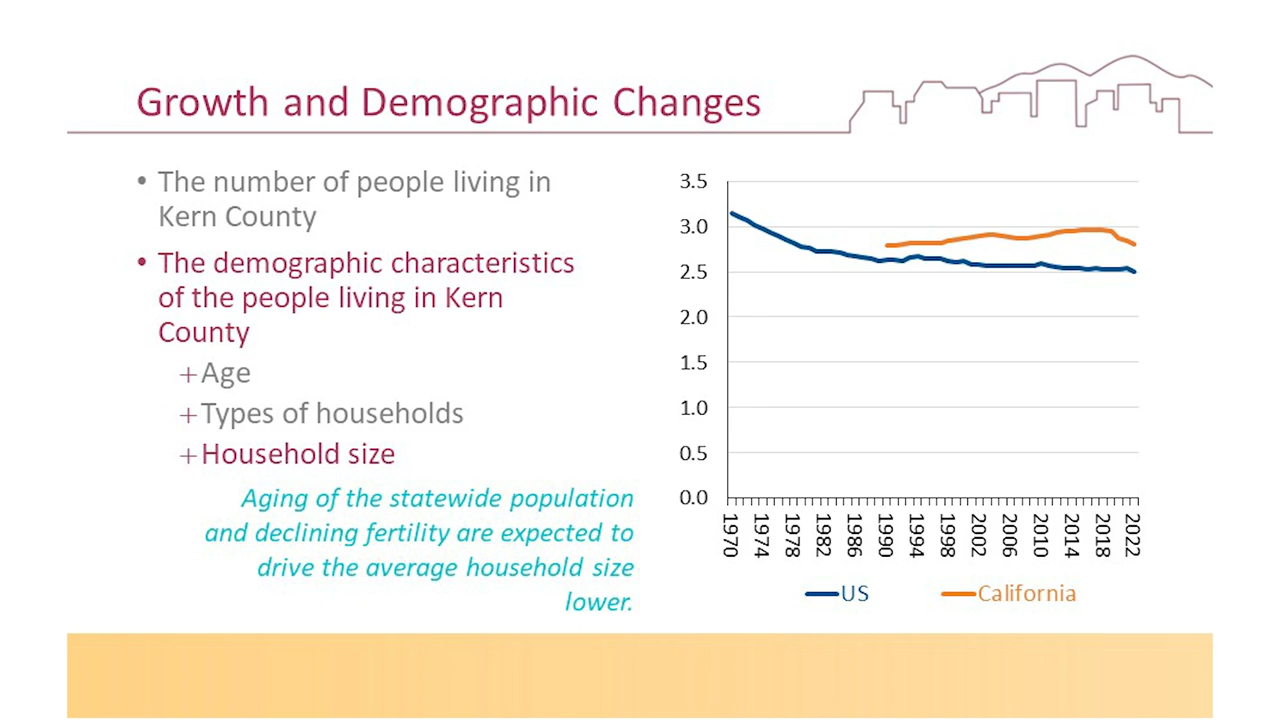 Growth and Demographic Changes
• The number of people living in
Kern County
• The demographic characteristics
of the people living in Kern
County
+Age
+Types of households
+Household size
Aging of the statewide population
and declining fertility are expected to
drive the average household size
lower.
3.5
3.0
2.5
2.0
1.5
1.0
0.5
0.0
1970
1974
1978
1982
1986
1990
1994
1998
2002
2006
2010
2014
2018
2022
US
California